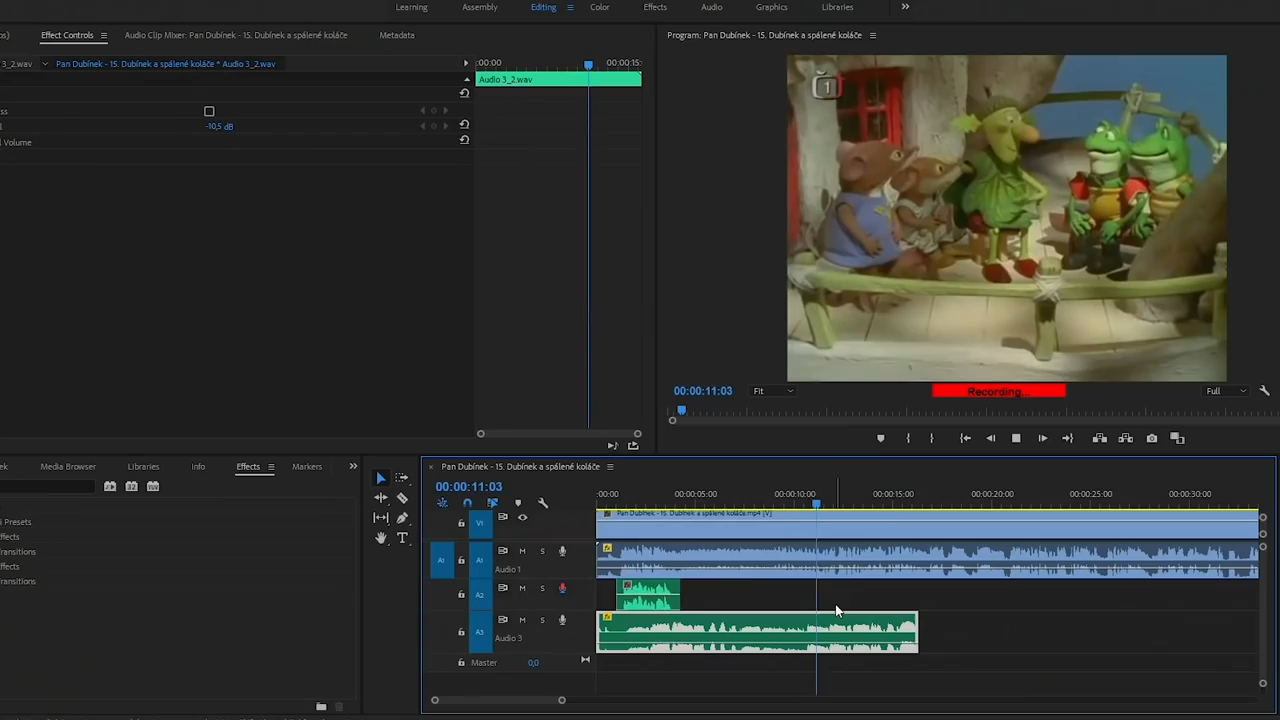 Learning Assembly Editing Color Effects Audio Graphics Libraries
Effect Controls Audio Clip Mixer: Pan Dubínek - 15. Dubínek a spálené koláče Metadata
Program: Pan Dubínek - 15. Dubínek a spálené koláče
3_2.wav Pan Dubínek - 15. Dubínek a spálené koláče * Audio 3_2.wav
:00:00 00:00:15:
Audio 3_2.wav
-10,5 dB
Volume
1
00:00:11:03 Fit Recording... Full
Media Browser Libraries Info Effects Markers
Pan Dubínek - 15. Dubínek a spálené koláče
00:00:11:03
:00:00 00:00:05:00 00:00:10:00 00:00:15:00 00:00:20:00 00:00:25:00 00:00:30:00
Presets
V1 Pan Dubínek - 15. Dubínek a spálené koláče.mp4 [V]
A1 A1 M S
Audio 1
A2 M S
A3 M S
Audio 3
Master 0,0